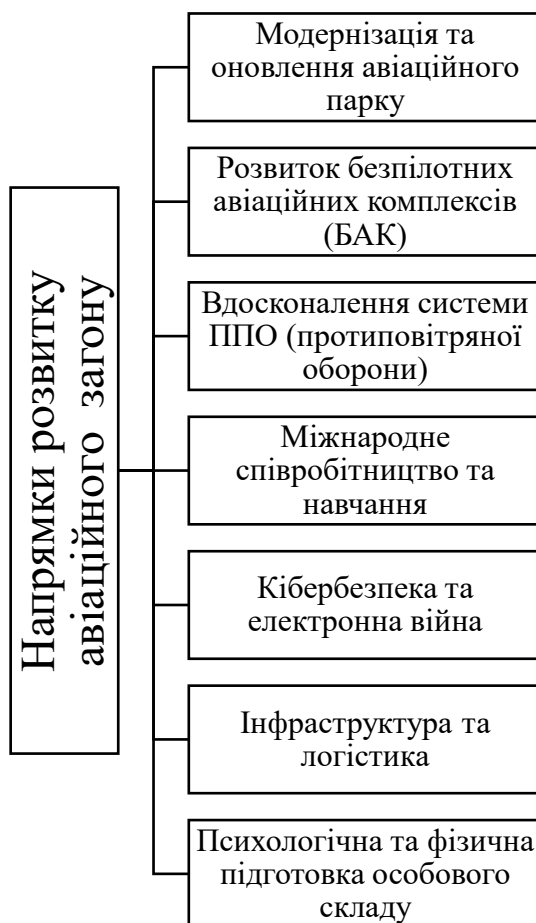 Напрямки розвитку
авіаційного загону
Модернізація та
оновлення авіаційного
парку
Розвиток безпілотних
авіаційних комплексів
(БАК)
Вдосконалення системи
ППО (протиповітряної
оборони)
Міжнародне
співробітництво та
навчання
Кібербезпека та
електронна війна
Інфраструктура та
логістика
Психологічна та фізична
підготовка особового
складу